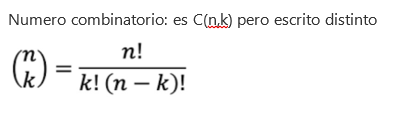 Numero combinatorio: es C(n,k) pero escrito distinto
(n k) = n! / k! (n − k)!